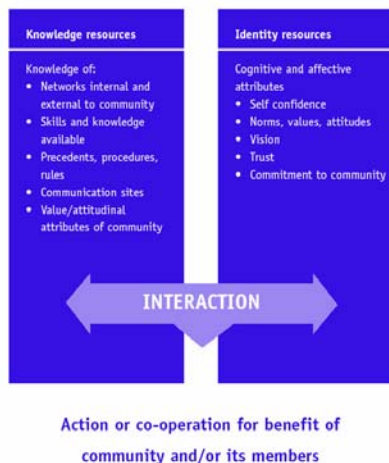 Knowledge resources
Knowledge of:
• Networks internal and
external to community
• Skills and knowledge
available
• Precedents, procedures,
rules
• Communication sites
• Value/attitudinal
attributes of community
Identity resources
Cognitive and affective
attributes
• Self confidence
• Norms, values, attitudes
• Vision
• Trust
• Commitment to community
INTERACTION
Action or co-operation for benefit of
community and/or its members